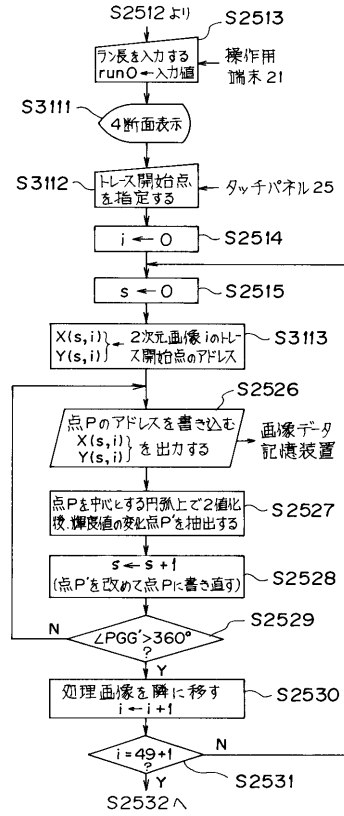 S2512より
S2513
ラン長を入力する
run0←入力値
操作用
端末21
S3111
4断面表示
S3112
トレース開始点
を指定する
タッチパネル25
i ← 0
S2514
s ← 0
S2515
S3113
X(s,i)
Y(s,i)
← 2次元画像iのトレ
ース開始点のアドレス
S2526
点Pのアドレスを書き込む
X(s,i)
Y(s,i)
を出力する
画像データ
記憶装置
点Pを中心とする円弧上で2値化
後,輝度値の変化点P'を抽出する
S2527
s ← s+1
(点P'を改めて点Pに書き直す)
S2528
N
∠PGG'>360°
?
S2529
Y
処理画像を隣に移す
i ← i+1
S2530
i=49+1
?
N
S2531
Y
S2532へ